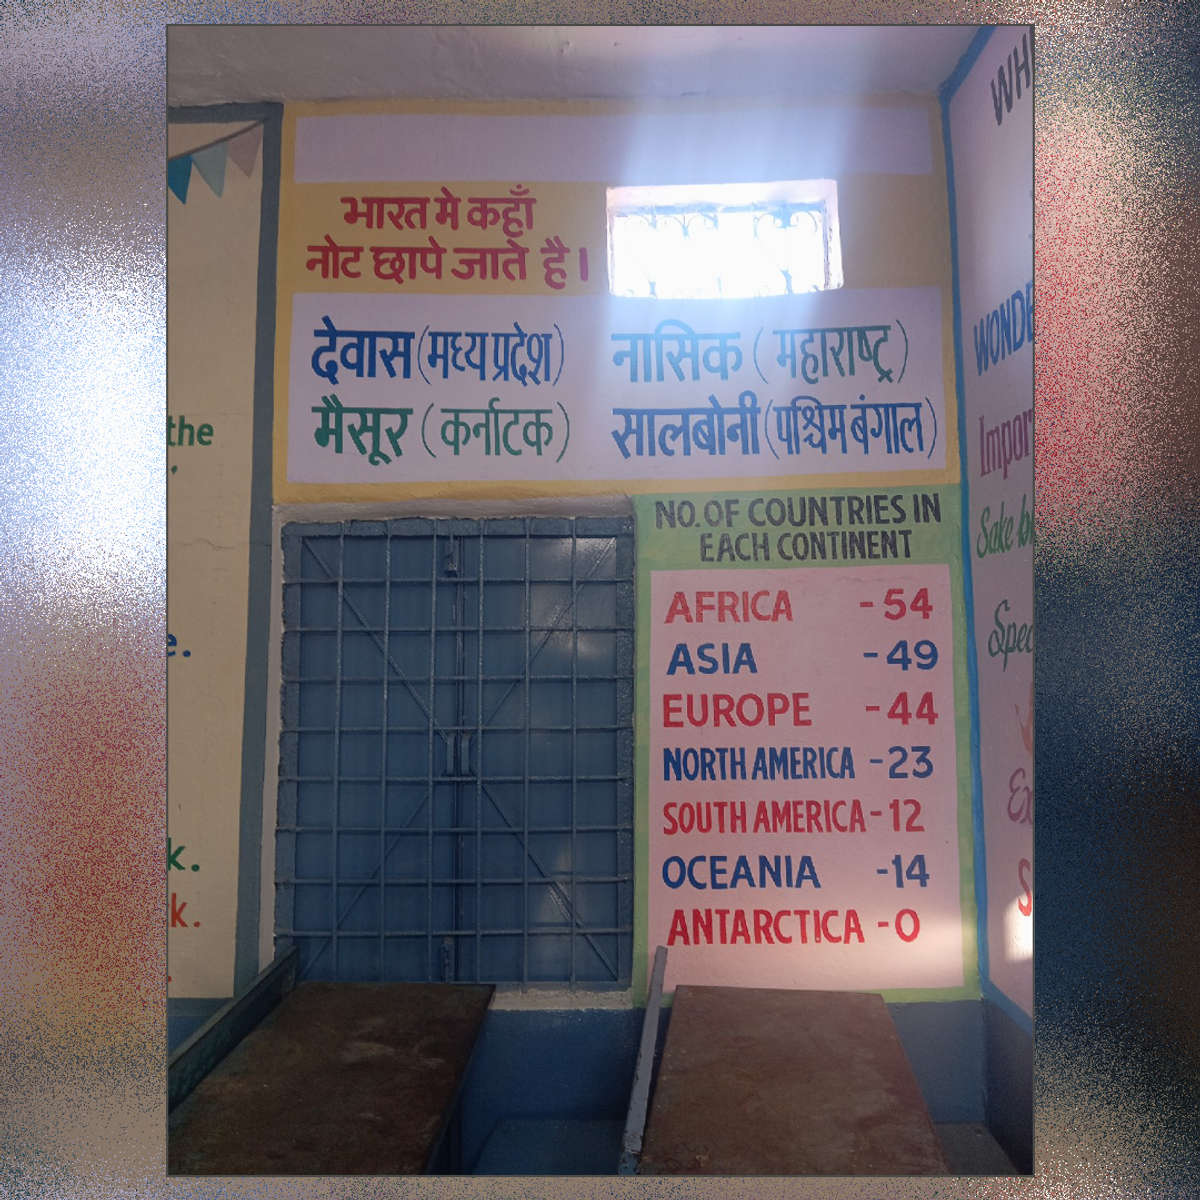 भारत मे कहाँ
नोट छापे जाते है।
देवास (मध्य प्रदेश) नासिक (महाराष्ट्र)
मैसूर (कर्नाटक) सालबोनी (पश्चिम बंगाल)
NO. OF COUNTRIES IN
EACH CONTINENT
AFRICA - 54
ASIA - 49
EUROPE - 44
NORTH AMERICA - 23
SOUTH AMERICA - 12
OCEANIA - 14
ANTARCTICA - 0
the